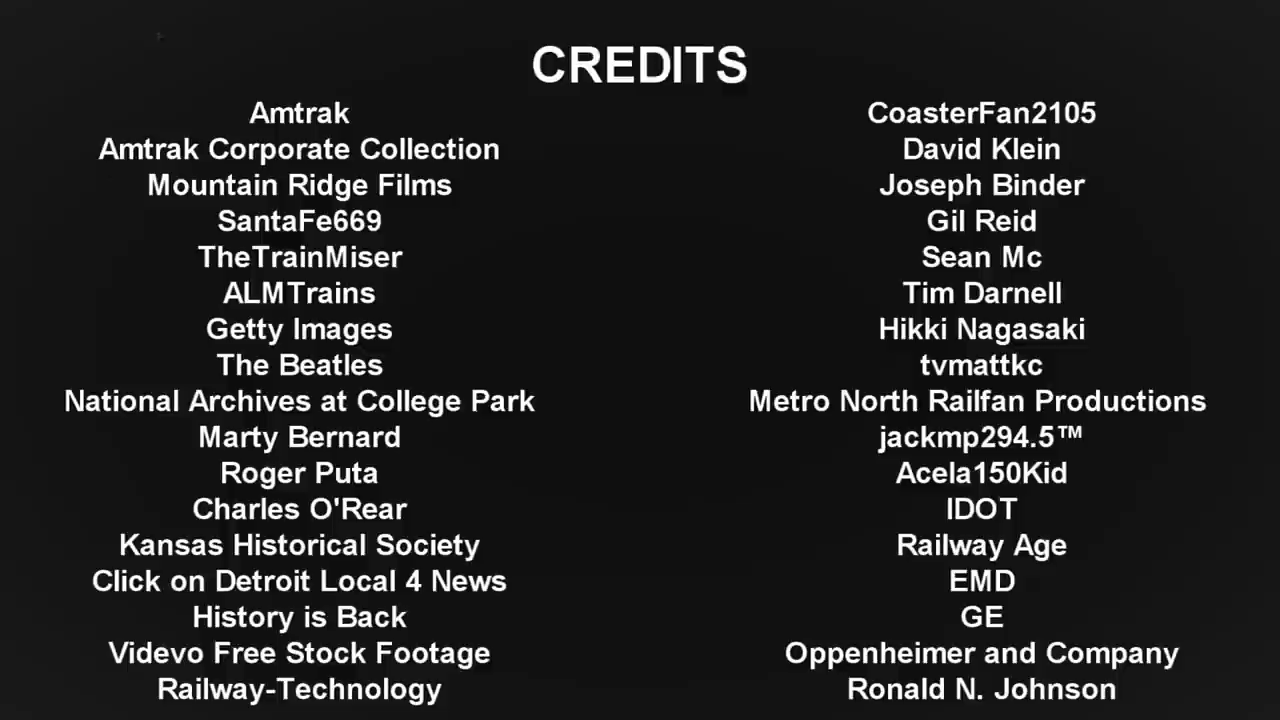 CREDITS
Amtrak
Amtrak Corporate Collection
Mountain Ridge Films
SantaFe669
TheTrainMiser
ALMTrains
Getty Images
The Beatles
National Archives at College Park
Marty Bernard
Roger Puta
Charles O'Rear
Kansas Historical Society
Click on Detroit Local 4 News
History is Back
Videvo Free Stock Footage
Railway-Technology
CoasterFan2105
David Klein
Joseph Binder
Gil Reid
Sean Mc
Tim Darnell
Hikki Nagasaki
tvmattkc
Metro North Railfan Productions
jackmp294.5™
Acela150Kid
IDOT
Railway Age
EMD
GE
Oppenheimer and Company
Ronald N. Johnson